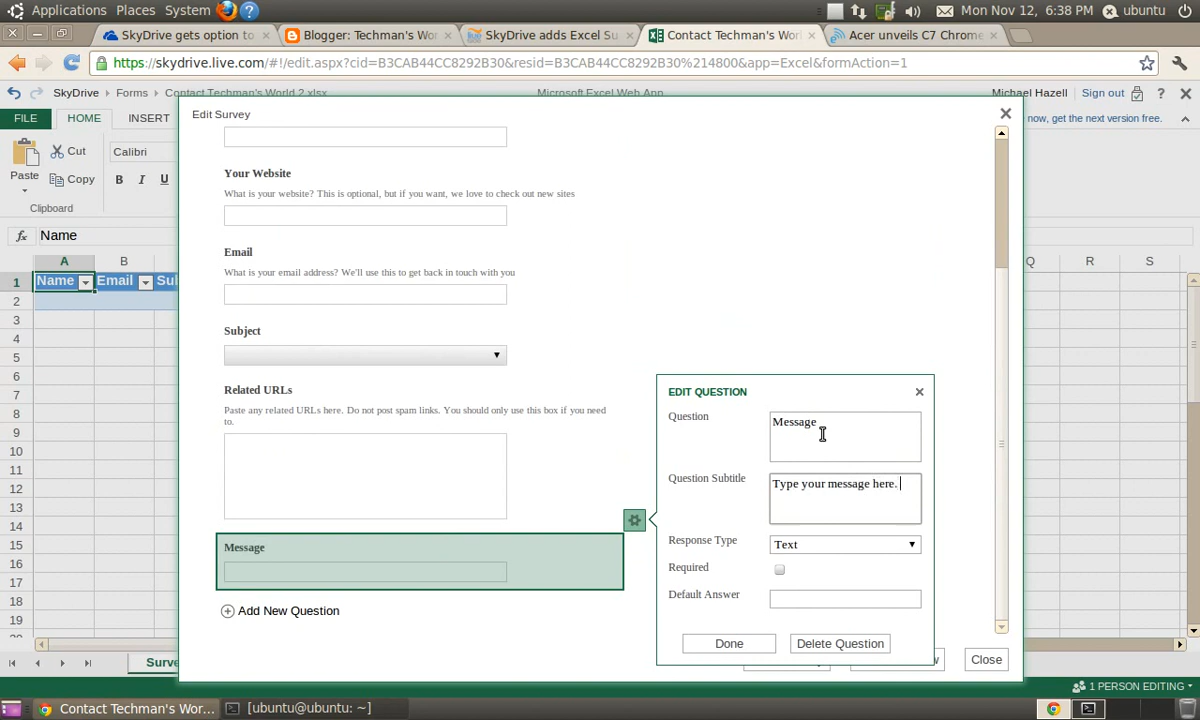 Applications Places System Mon Nov 12, 6:38 PM ubuntu
SkyDrive gets option to Blogger: Techman's Wor SkyDrive adds Excel Su Contact Techman's Wor Acer unveils C7 Chrome
https://skydrive.live.com/#!/edit.aspx?cid=B3CAB44CC8292B30&resid=B3CAB44CC8292B30%214800&app=Excel&formAction=1
SkyDrive Forms Contact Techman's World 2.xlsx Microsoft Excel Web App Michael Hazell Sign out ?
FILE HOME INSERT now, get the next version free.
Edit Survey
Paste Cut Calibri
Copy B I U
Clipboard
fx Name
A B Q R S
1 Name Email Sul
2
3
4
5
6
7
8
9
10
11
12
13
14
15
16
17
18
19
Your Website
What is your website? This is optional, but if you want, we love to check out new sites
Email
What is your email address? We'll use this to get back in touch with you
Subject
Related URLs
Paste any related URLs here. Do not post spam links. You should only use this box if you need
to.
Message
Add New Question
EDIT QUESTION
Question Message
Question Subtitle Type your message here.
Response Type Text
Required
Default Answer
Done Delete Question
w Close
Surve
1 PERSON EDITING
Contact Techman's Wor... [ubuntu@ubuntu: ~]